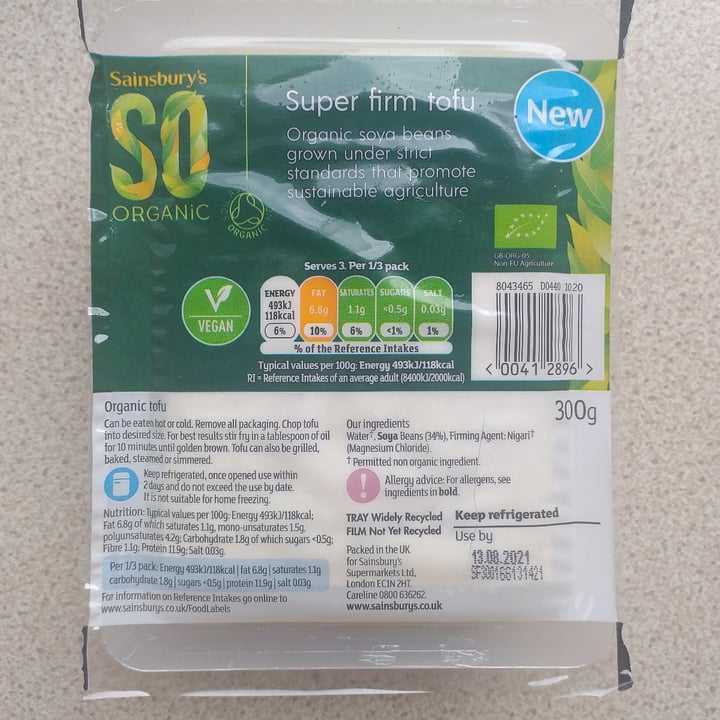 Sainsbury's
SO
ORGANiC
ORGANIC
Super firm tofu
Organic soya beans
grown under strict
standards that promote
sustainable agriculture
New
GB-ORG-05
Non-EU Agriculture
Serves 3. Per 1/3 pack
VEGAN
ENERGY 493kJ 118kcal 6%
FAT 6.8g 10%
SATURATES 1.1g 6%
SUGARS <0.5g <1%
SALT 0.03g 1%
% of the Reference Intakes
Typical values per 100g: Energy 493kJ/118kcal
RI = Reference Intakes of an average adult (8400kJ/2000kcal)
8043465 D0440 10.20
< 0041 2896 >
300g
Organic tofu
Can be eaten hot or cold. Remove all packaging. Chop tofu
into desired size. For best results stir fry in a tablespoon of oil
for 10 minutes until golden brown. Tofu can also be grilled,
baked, steamed or simmered.
Keep refrigerated, once opened use within
2 days and do not exceed the use by date.
It is not suitable for home freezing.
Nutrition: Typical values per 100g: Energy 493kJ/118kcal;
Fat 6.8g of which saturates 1.1g, mono-unsaturates 1.5g,
polyunsaturates 4.2g; Carbohydrate 1.8g of which sugars <0.5g;
Fibre 1.1g; Protein 11.9g; Salt 0.03g.
Per 1/3 pack: Energy 493kJ/118kcal | fat 6.8g | saturates 1.1g
carbohydrate 1.8g | sugars <0.5g | protein 11.9g | salt 0.03g
For information on Reference Intakes go online to
www.sainsburys.co.uk/FoodLabels
Our ingredients
Water†, Soya Beans (34%), Firming Agent: Nigari†
(Magnesium Chloride).
† Permitted non organic ingredient.
! Allergy advice: For allergens, see
ingredients in bold.
TRAY Widely Recycled
FILM Not Yet Recycled
Packed in the UK
for Sainsbury's
Supermarkets Ltd,
London EC1N 2HT.
Careline 0800 636262.
www.sainsburys.co.uk
Keep refrigerated
Use by
13.08.2021